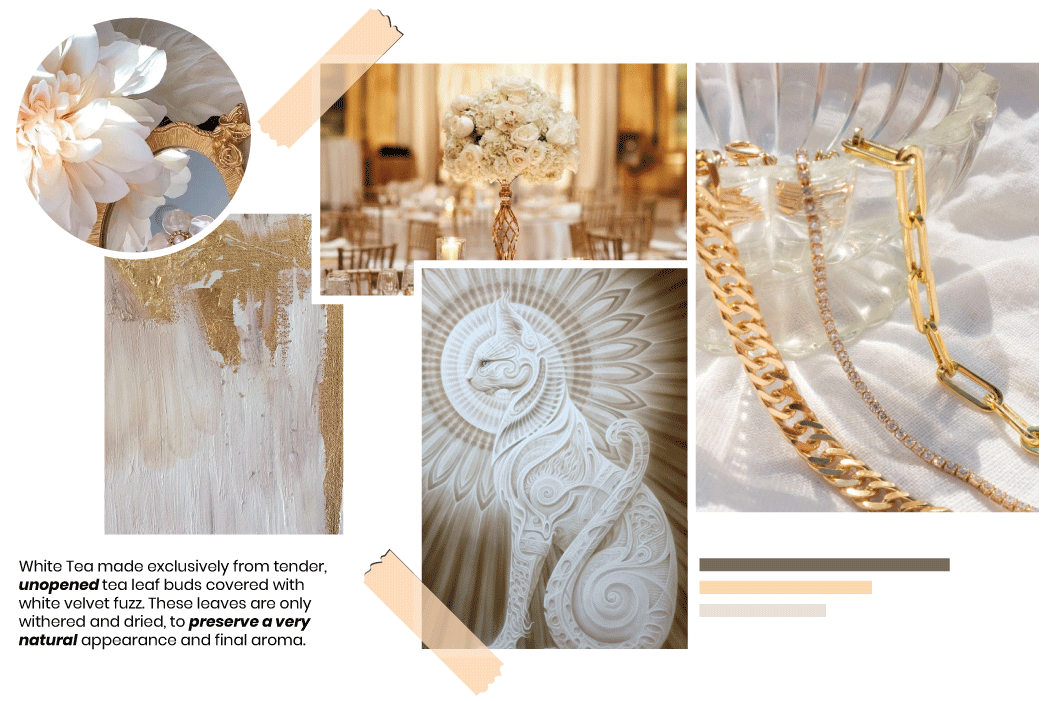 White Tea made exclusively from tender,
unopened tea leaf buds covered with
white velvet fuzz. These leaves are only
withered and dried, to preserve a very
natural appearance and final aroma.